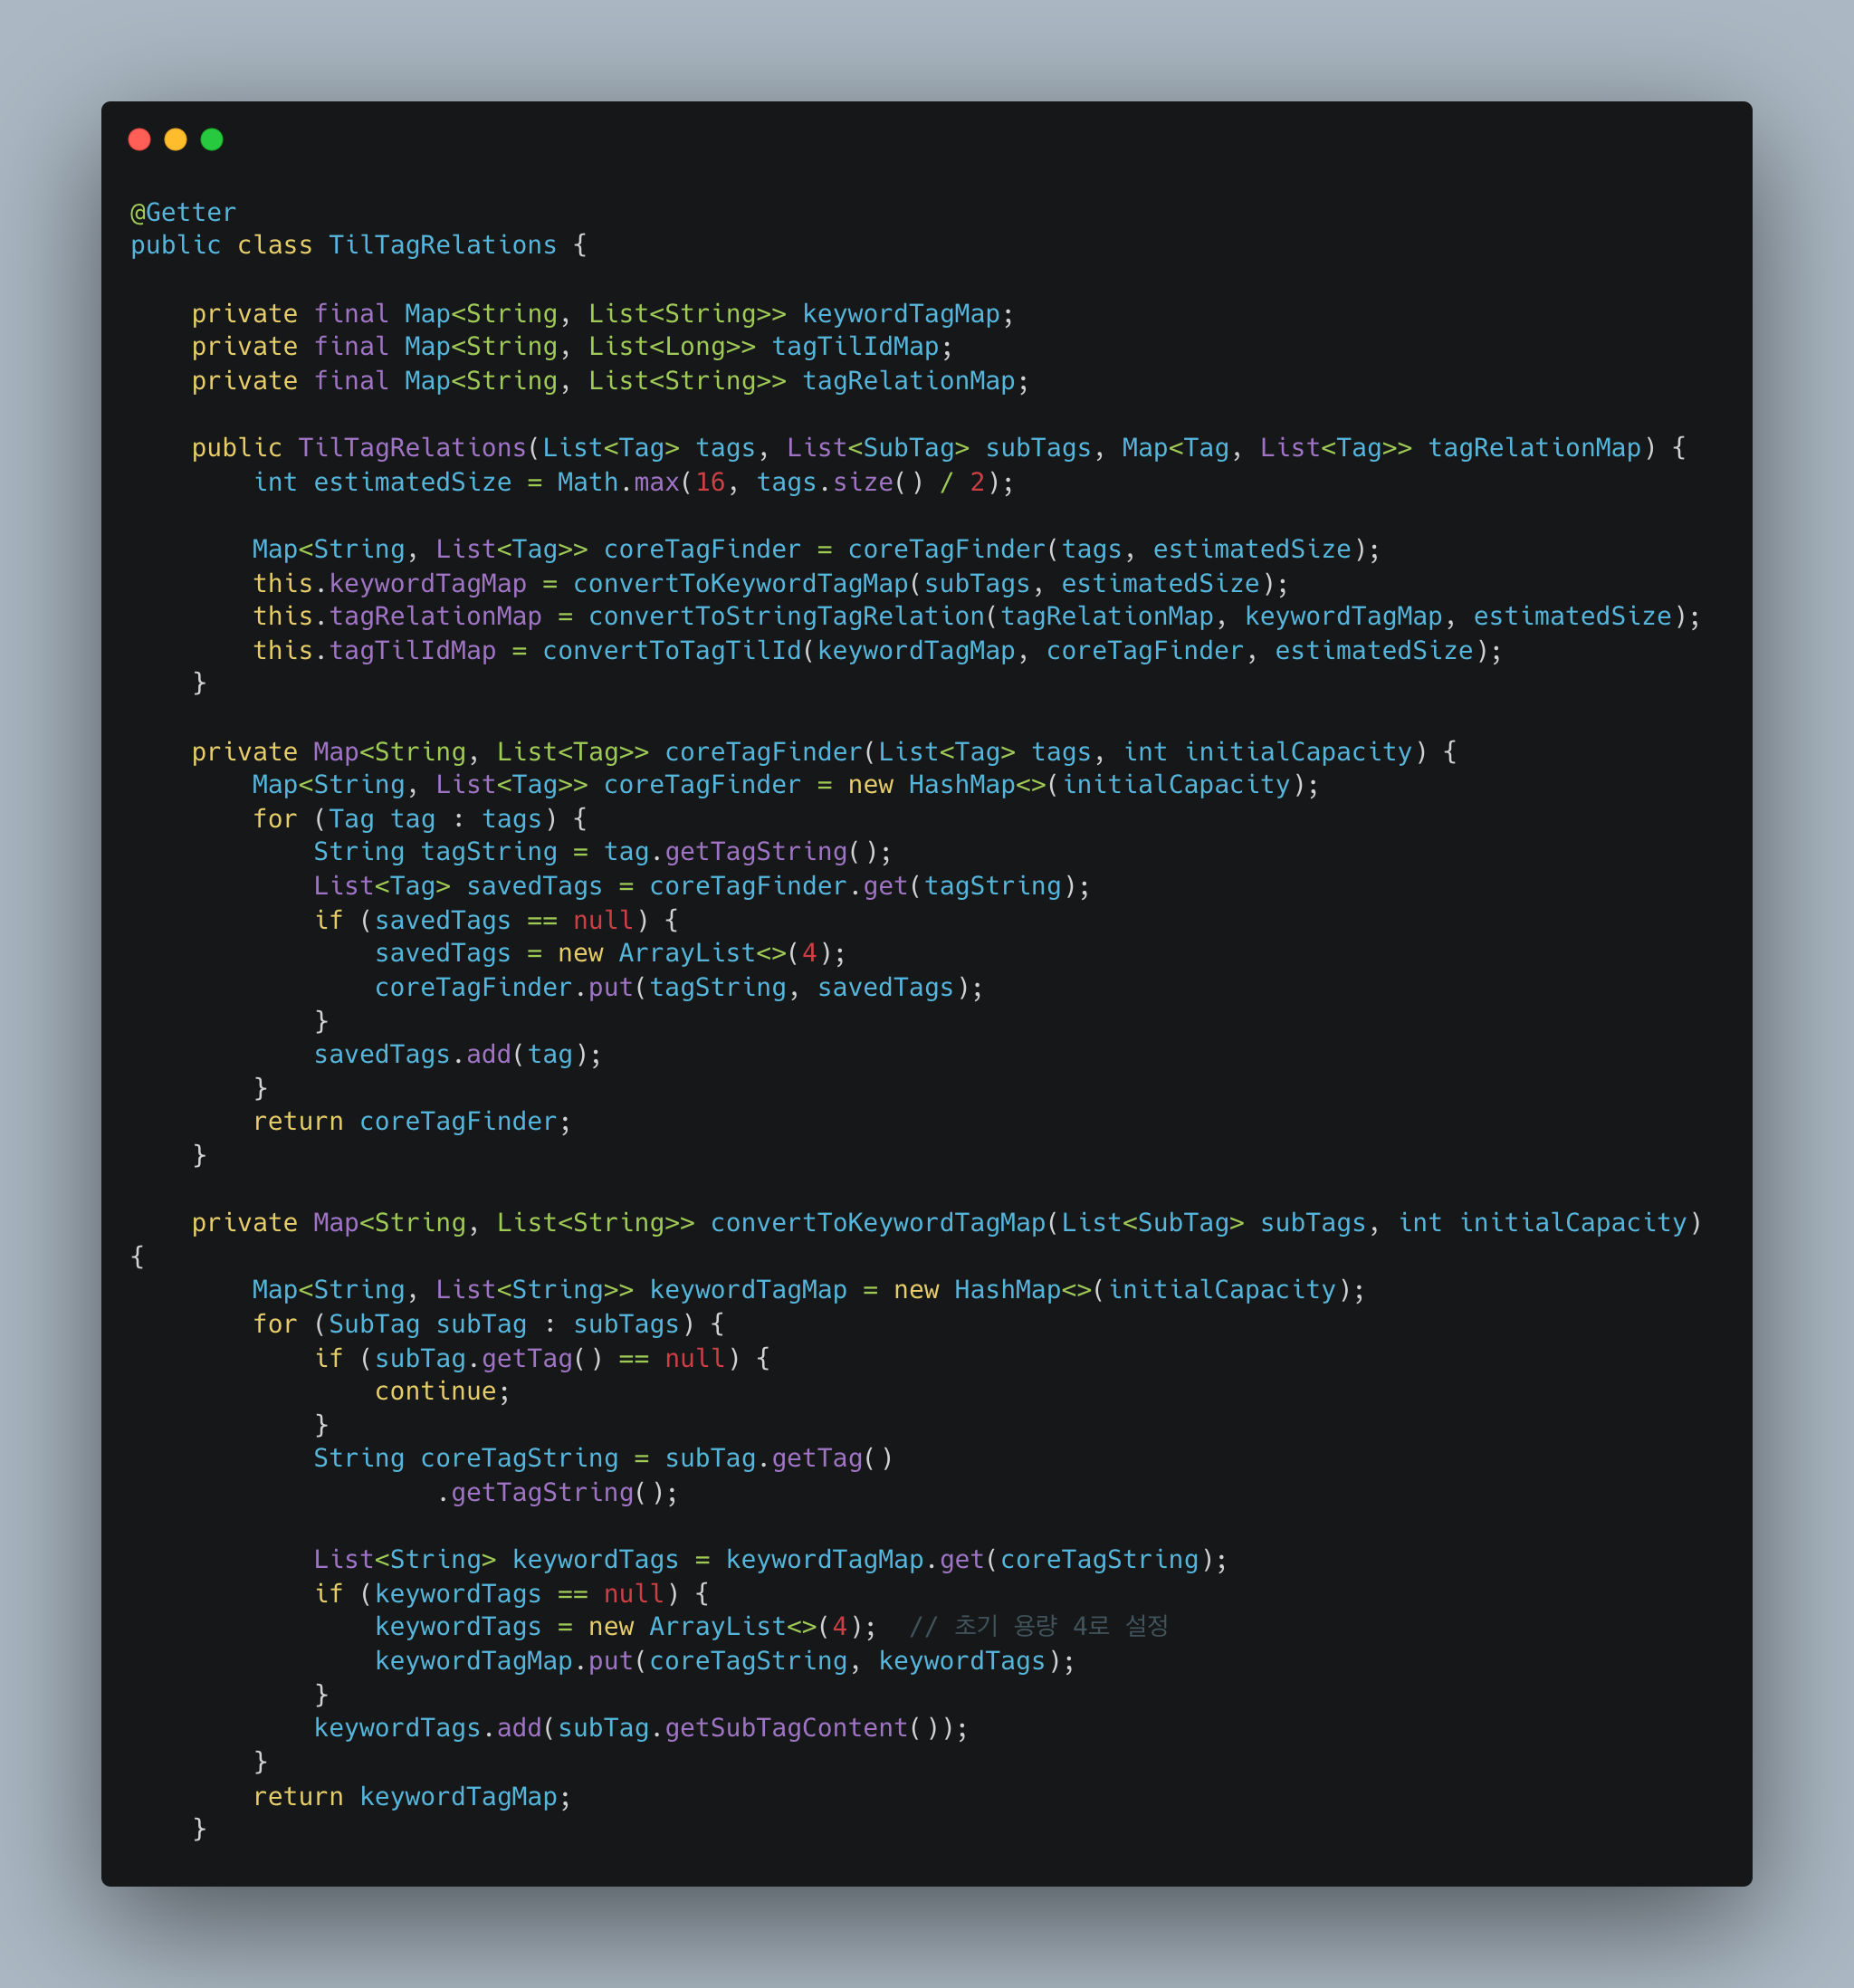 @Getter
public class TilTagRelations {

    private final Map<String, List<String>> keywordTagMap;
    private final Map<String, List<Long>> tagTilIdMap;
    private final Map<String, List<String>> tagRelationMap;

    public TilTagRelations(List<Tag> tags, List<SubTag> subTags, Map<Tag, List<Tag>> tagRelationMap) {
        int estimatedSize = Math.max(16, tags.size() / 2);

        Map<String, List<Tag>> coreTagFinder = coreTagFinder(tags, estimatedSize);
        this.keywordTagMap = convertToKeywordTagMap(subTags, estimatedSize);
        this.tagRelationMap = convertToStringTagRelation(tagRelationMap, keywordTagMap, estimatedSize);
        this.tagTilIdMap = convertToTagTilId(keywordTagMap, coreTagFinder, estimatedSize);
    }

    private Map<String, List<Tag>> coreTagFinder(List<Tag> tags, int initialCapacity) {
        Map<String, List<Tag>> coreTagFinder = new HashMap<>(initialCapacity);
        for (Tag tag : tags) {
            String tagString = tag.getTagString();
            List<Tag> savedTags = coreTagFinder.get(tagString);
            if (savedTags == null) {
                savedTags = new ArrayList<>(4);
                coreTagFinder.put(tagString, savedTags);
            }
            savedTags.add(tag);
        }
        return coreTagFinder;
    }

    private Map<String, List<String>> convertToKeywordTagMap(List<SubTag> subTags, int initialCapacity)
{
        Map<String, List<String>> keywordTagMap = new HashMap<>(initialCapacity);
        for (SubTag subTag : subTags) {
            if (subTag.getTag() == null) {
                continue;
            }
            String coreTagString = subTag.getTag()
                    .getTagString();

            List<String> keywordTags = keywordTagMap.get(coreTagString);
            if (keywordTags == null) {
                keywordTags = new ArrayList<>(4);  // 초기 용량 4로 설정
                keywordTagMap.put(coreTagString, keywordTags);
            }
            keywordTags.add(subTag.getSubTagContent());
        }
        return keywordTagMap;
    }